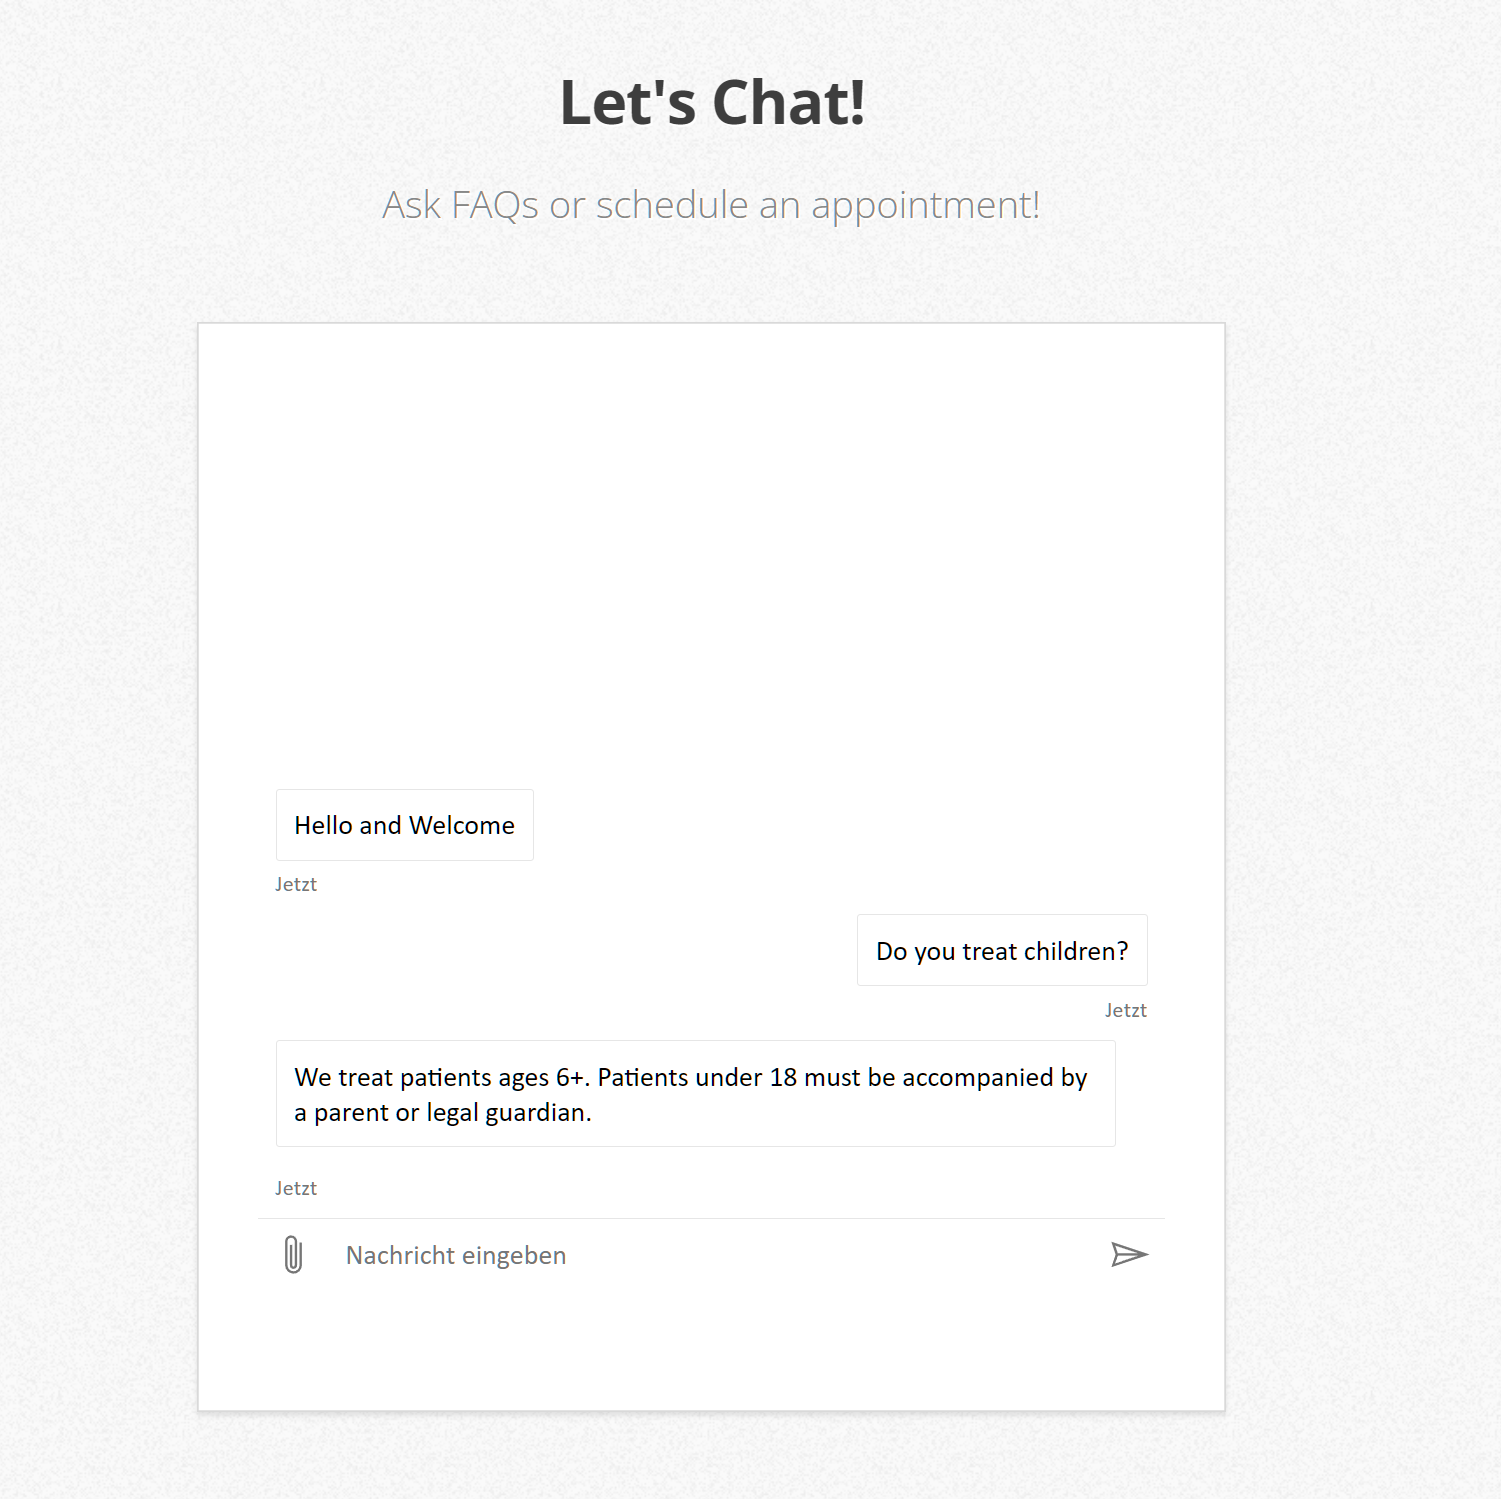 Let's Chat!
Ask FAQs or schedule an appointment!
Hello and Welcome
Jetzt
Do you treat children?
Jetzt
We treat patients ages 6+. Patients under 18 must be accompanied by
a parent or legal guardian.
Jetzt
Nachricht eingeben